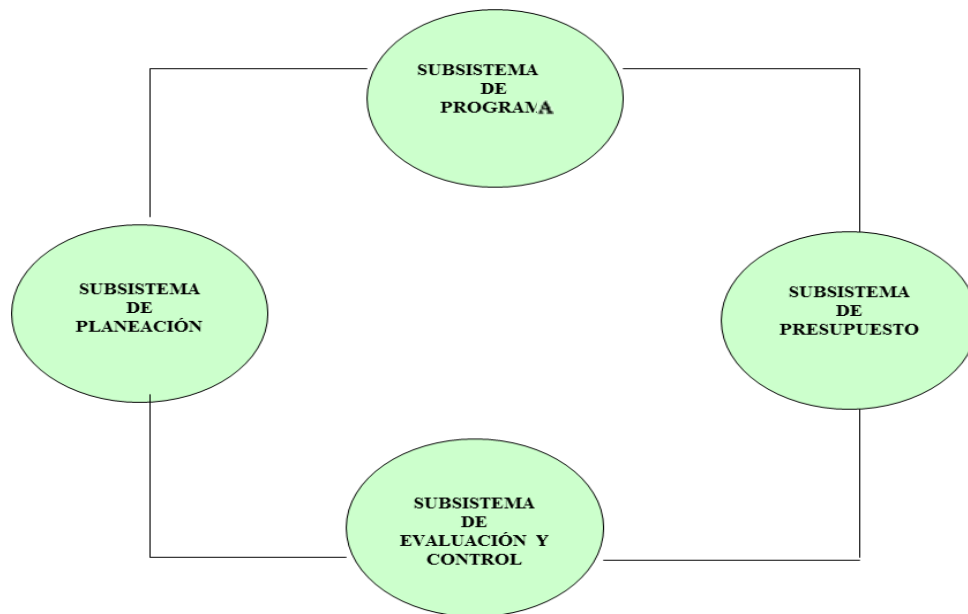 SUBSISTEMA
DE
PROGRAMA
SUBSISTEMA
DE
PLANEACIÓN
SUBSISTEMA
DE
PRESUPUESTO
SUBSISTEMA
DE
EVALUACIÓN Y
CONTROL